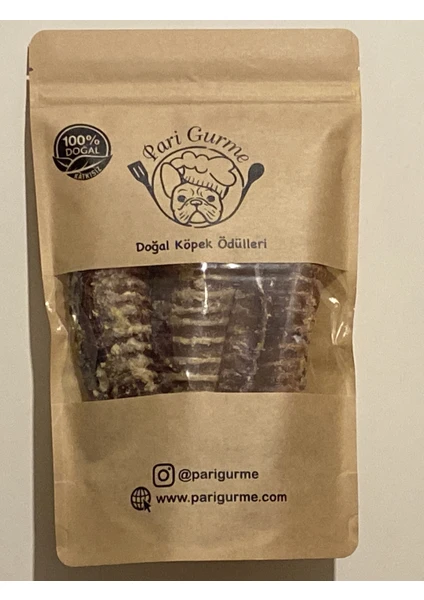 Pari Gurme
100%
DOĞAL
KATKISIZ
Doğal Köpek Ödülleri
@parigurme
www.parigurme.com